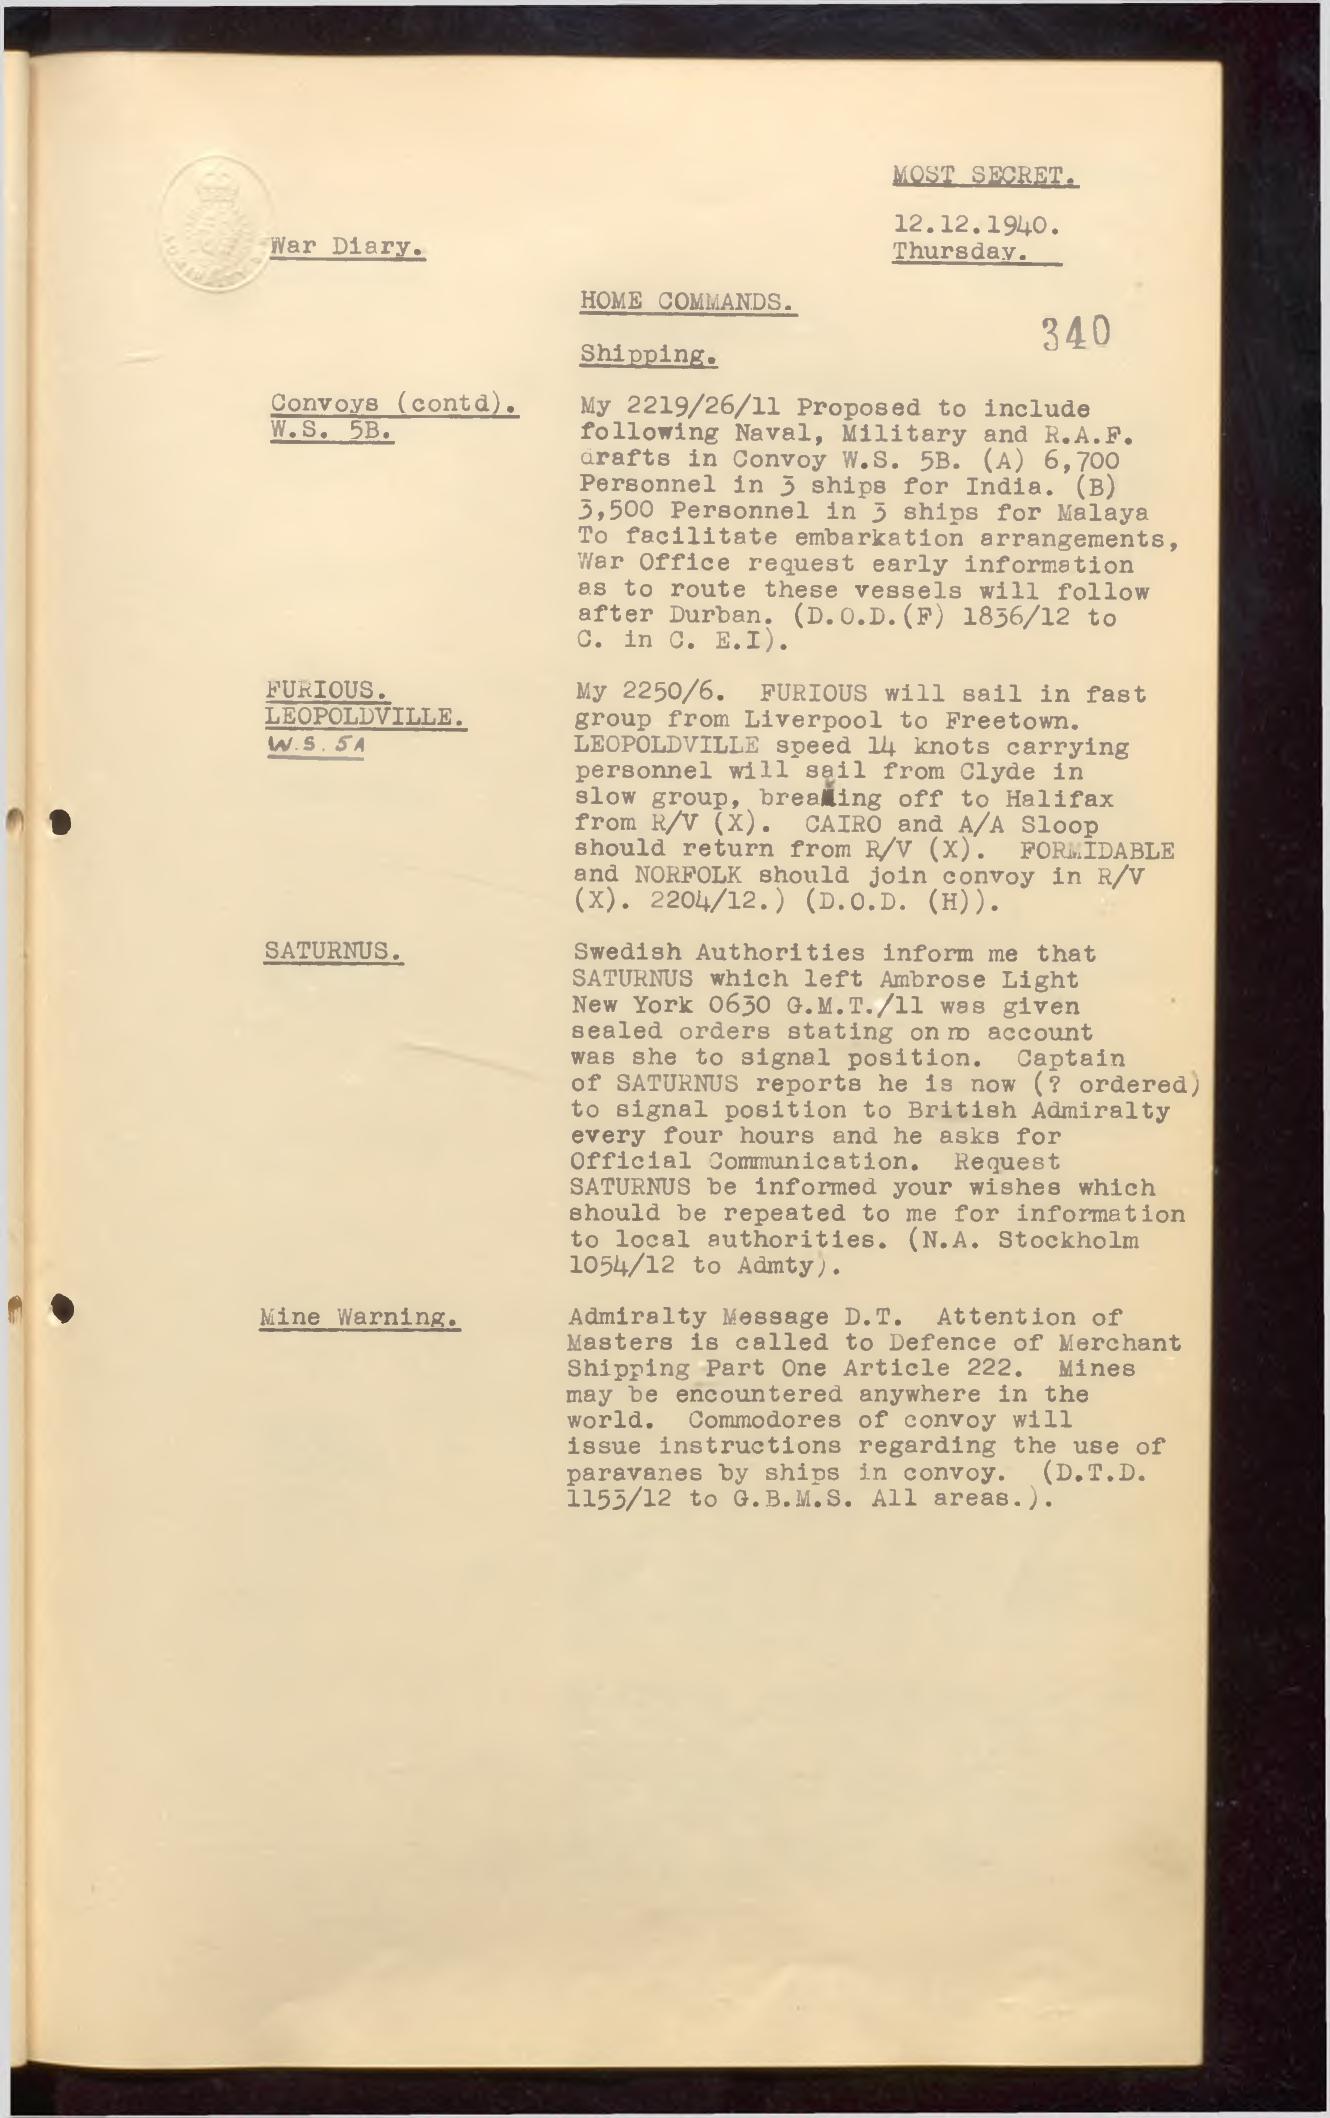 MOST SECRET.
12.12.1940.
Thursday.
War Diary.
HOME COMMANDS.
340
Shipping.
Convoys (contd).
W.S. 5B.
My 2219/26/11 Proposed to include
following Naval, Military and R.A.F.
drafts in Convoy W.S. 5B. (A) 6,700
Personnel in 3 ships for India. (B)
3,500 Personnel in 3 ships for Malaya
To facilitate embarkation arrangements,
War Office request early information
as to route these vessels will follow
after Durban. (D.O.D.(F) 1836/12 to
C. in C. E.I).
FURIOUS.
LEOPOLDVILLE.
W.S. 5A
My 2250/6. FURIOUS will sail in fast
group from Liverpool to Freetown.
LEOPOLDVILLE speed 14 knots carrying
personnel will sail from Clyde in
slow group, breaking off to Halifax
from R/V (X). CAIRO and A/A Sloop
should return from R/V (X). FORMIDABLE
and NORFOLK should join convoy in R/V
(X). 2204/12.) (D.O.D. (H)).
SATURNUS.
Swedish Authorities inform me that
SATURNUS which left Ambrose Light
New York 0630 G.M.T./11 was given
sealed orders stating on no account
was she to signal position. Captain
of SATURNUS reports he is now (? ordered)
to signal position to British Admiralty
every four hours and he asks for
Official Communication. Request
SATURNUS be informed your wishes which
should be repeated to me for information
to local authorities. (N.A. Stockholm
1054/12 to Admty).
Mine Warning.
Admiralty Message D.T. Attention of
Masters is called to Defence of Merchant
Shipping Part One Article 222. Mines
may be encountered anywhere in the
world. Commodores of convoy will
issue instructions regarding the use of
paravanes by ships in convoy. (D.T.D.
1153/12 to G.B.M.S. All areas.).